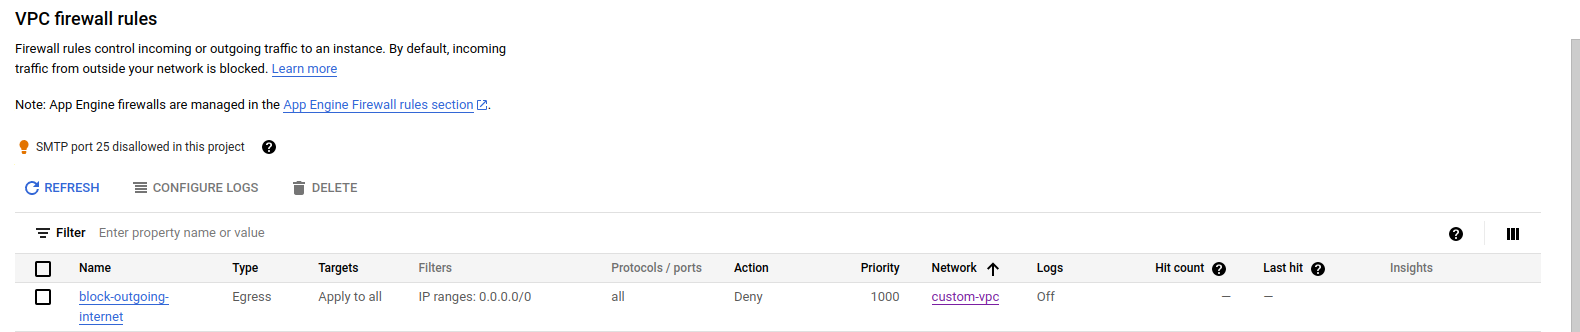 VPC firewall rules
Firewall rules control incoming or outgoing traffic to an instance. By default, incoming
traffic from outside your network is blocked. Learn more
Note: App Engine firewalls are managed in the App Engine Firewall rules section.
SMTP port 25 disallowed in this project
REFRESH CONFIGURE LOGS DELETE
Filter Enter property name or value
Name Type Targets Filters Protocols / ports Action Priority Network Logs Hit count Last hit Insights
block-outgoing- Egress Apply to all IP ranges: 0.0.0.0/0 all Deny 1000 custom-vpc Off — —
internet